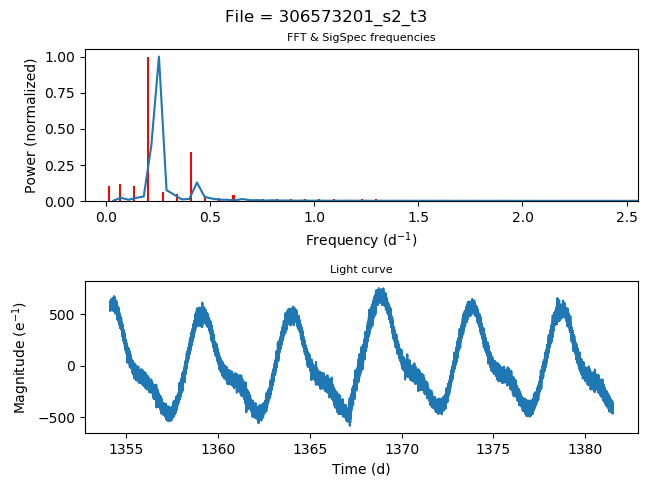 File = 306573201_s2_t3
FFT & SigSpec frequencies
Power (normalized)
1.00
0.75
0.50
0.25
0.00
0.0 0.5 1.0 1.5 2.0 2.5
Frequency (d⁻¹)
Light curve
Magnitude (e⁻¹)
500
0
−500
1355 1360 1365 1370 1375 1380
Time (d)